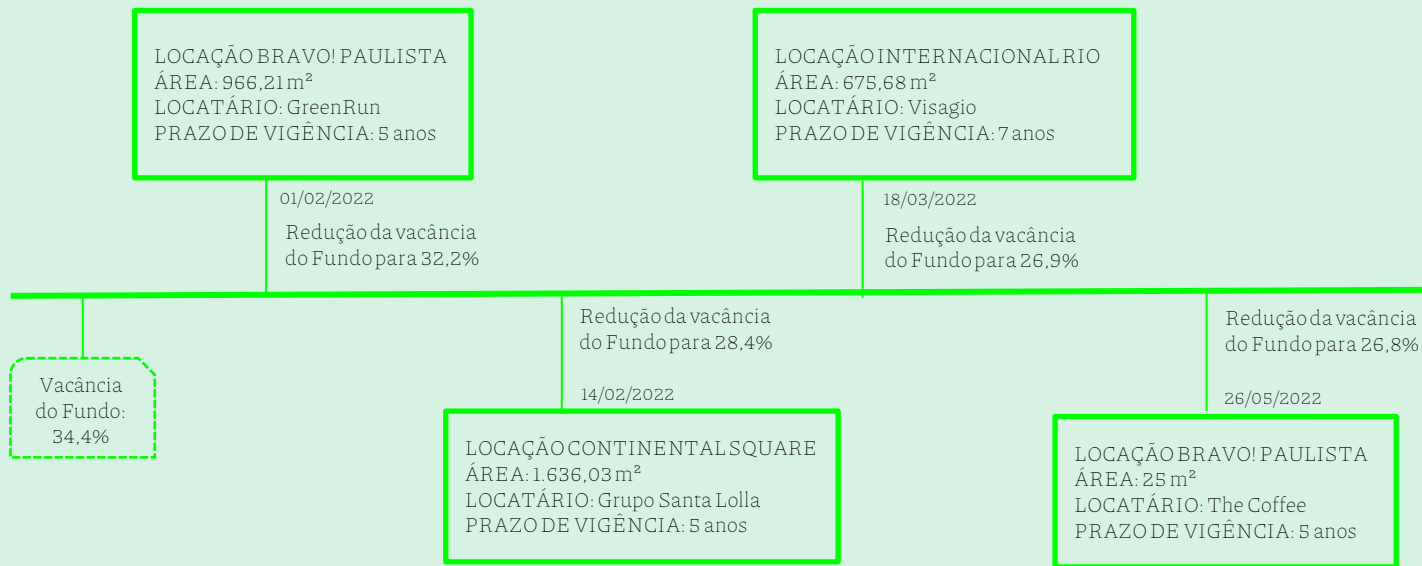 LOCAÇÃO BRAVO! PAULISTA
ÁREA: 966,21 m²
LOCATÁRIO: GreenRun
PRAZO DE VIGÊNCIA: 5 anos
01/02/2022
Redução da vacância
do Fundo para 32,2%
LOCAÇÃO INTERNACIONAL RIO
ÁREA: 675,68 m²
LOCATÁRIO: Visagio
PRAZO DE VIGÊNCIA: 7 anos
18/03/2022
Redução da vacância
do Fundo para 26,9%
Vacância
do Fundo:
34,4%
Redução da vacância
do Fundo para 28,4%
14/02/2022
LOCAÇÃO CONTINENTAL SQUARE
ÁREA: 1.636,03 m²
LOCATÁRIO: Grupo Santa Lolla
PRAZO DE VIGÊNCIA: 5 anos
Redução da vacância
do Fundo para 26,8%
26/05/2022
LOCAÇÃO BRAVO! PAULISTA
ÁREA: 25 m²
LOCATÁRIO: The Coffee
PRAZO DE VIGÊNCIA: 5 anos